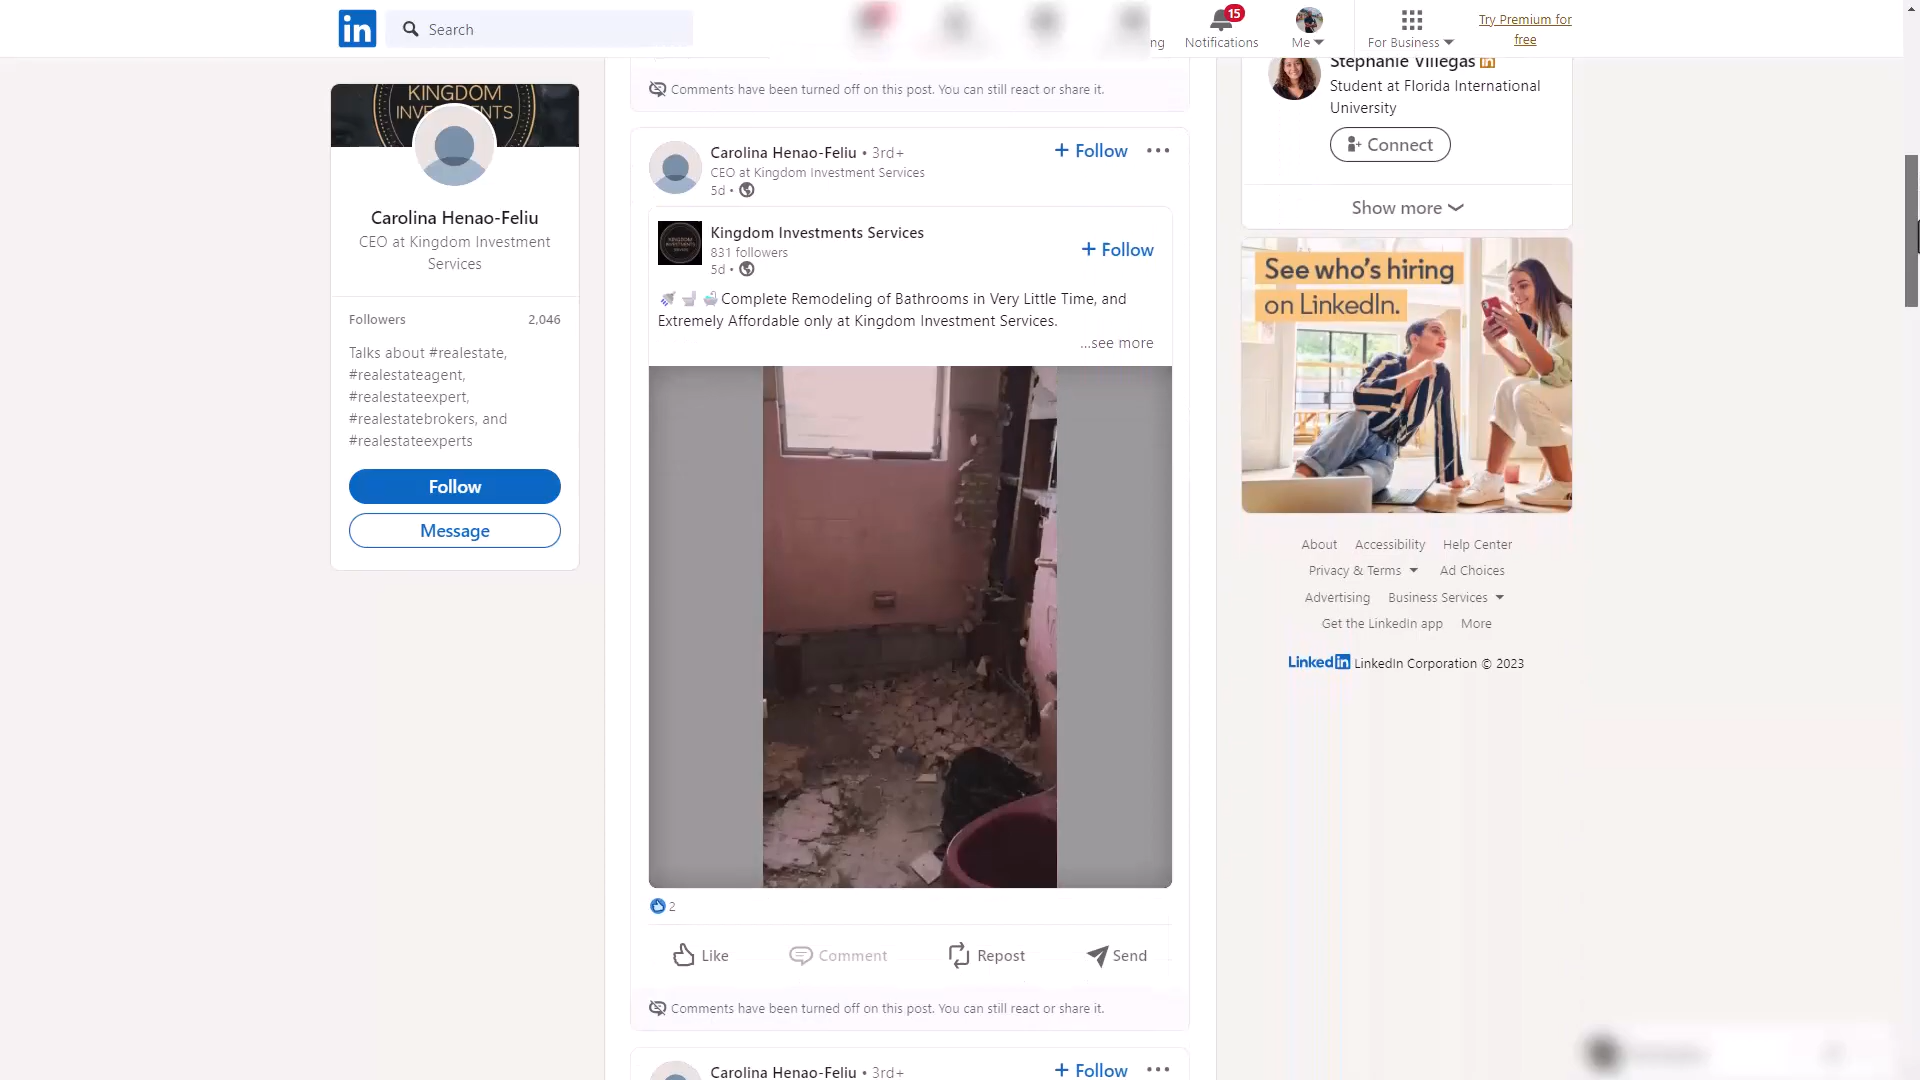 Search
ng
15
Notifications
Me
For Business
Try Premium for
free
KINGDOM
INVESTMENTS
Carolina Henao-Feliu
CEO at Kingdom Investment
Services
Followers 2,046
Talks about #realestate,
#realestateagent,
#realestateexpert,
#realestatebrokers, and
#realestateexperts
Follow
Message
Comments have been turned off on this post. You can still react or share it.
Carolina Henao-Feliu • 3rd+
CEO at Kingdom Investment Services
5d •
+ Follow
Kingdom Investments Services
831 followers
5d •
+ Follow
Complete Remodeling of Bathrooms in Very Little Time, and
Extremely Affordable only at Kingdom Investment Services.
...see more
2
Like Comment Repost Send
Comments have been turned off on this post. You can still react or share it.
Carolina Henao-Feliu • 3rd+
+ Follow
Stephanie Villegas in
Student at Florida International
University
Connect
Show more
See who's hiring
on LinkedIn.
About Accessibility Help Center
Privacy & Terms Ad Choices
Advertising Business Services
Get the LinkedIn app More
LinkedIn LinkedIn Corporation © 2023